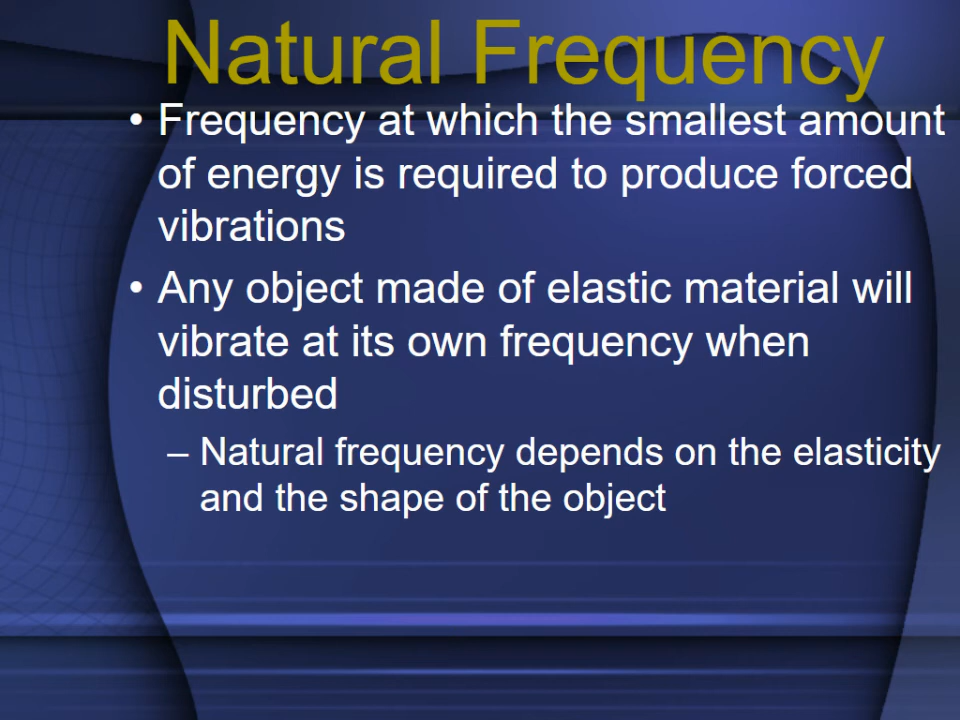 Natural Frequency
• Frequency at which the smallest amount
of energy is required to produce forced
vibrations
• Any object made of elastic material will
vibrate at its own frequency when
disturbed
– Natural frequency depends on the elasticity
and the shape of the object